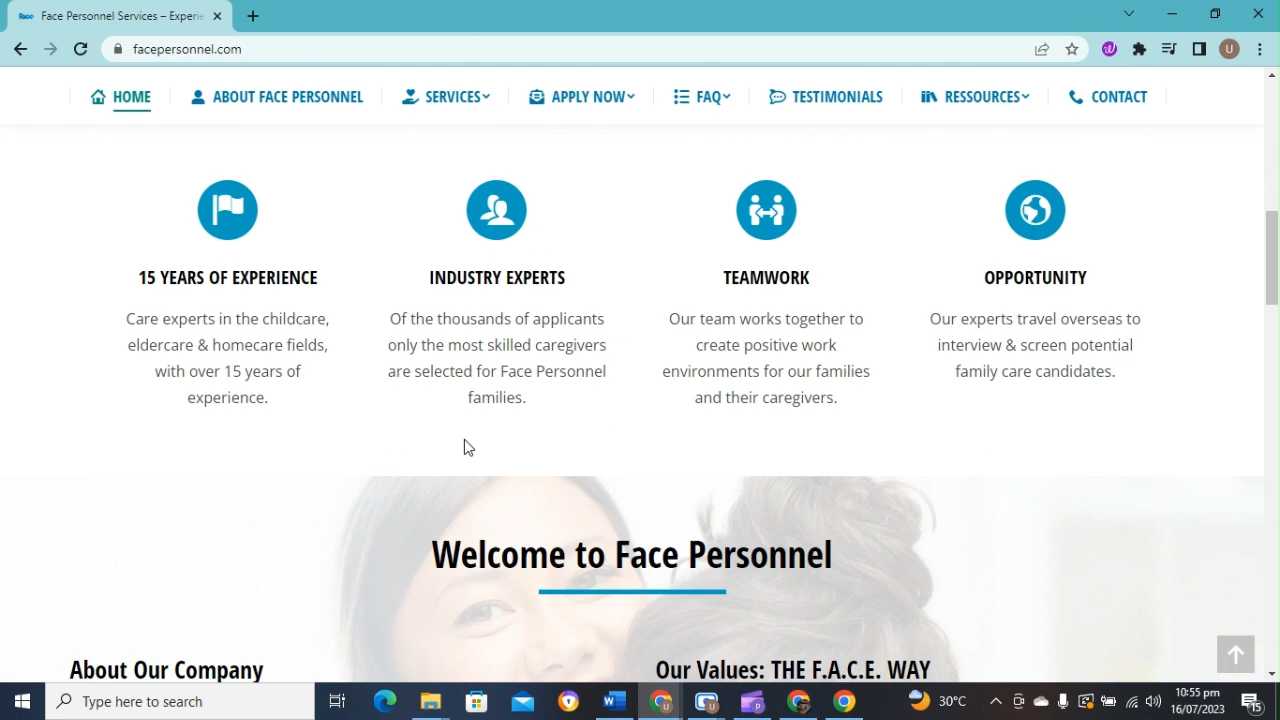 Face Personnel Services – Experie
facepersonnel.com
U
HOME
ABOUT FACE PERSONNEL
SERVICES
APPLY NOW
FAQ
TESTIMONIALS
RESSOURCES
CONTACT
15 YEARS OF EXPERIENCE
Care experts in the childcare,
eldercare & homecare fields,
with over 15 years of
experience.
INDUSTRY EXPERTS
Of the thousands of applicants
only the most skilled caregivers
are selected for Face Personnel
families.
TEAMWORK
Our team works together to
create positive work
environments for our families
and their caregivers.
OPPORTUNITY
Our experts travel overseas to
interview & screen potential
family care candidates.
Welcome to Face Personnel
About Our Company
Our Values: THE F.A.C.E. WAY
Type here to search
30°C
10:55 pm
16/07/2023
15